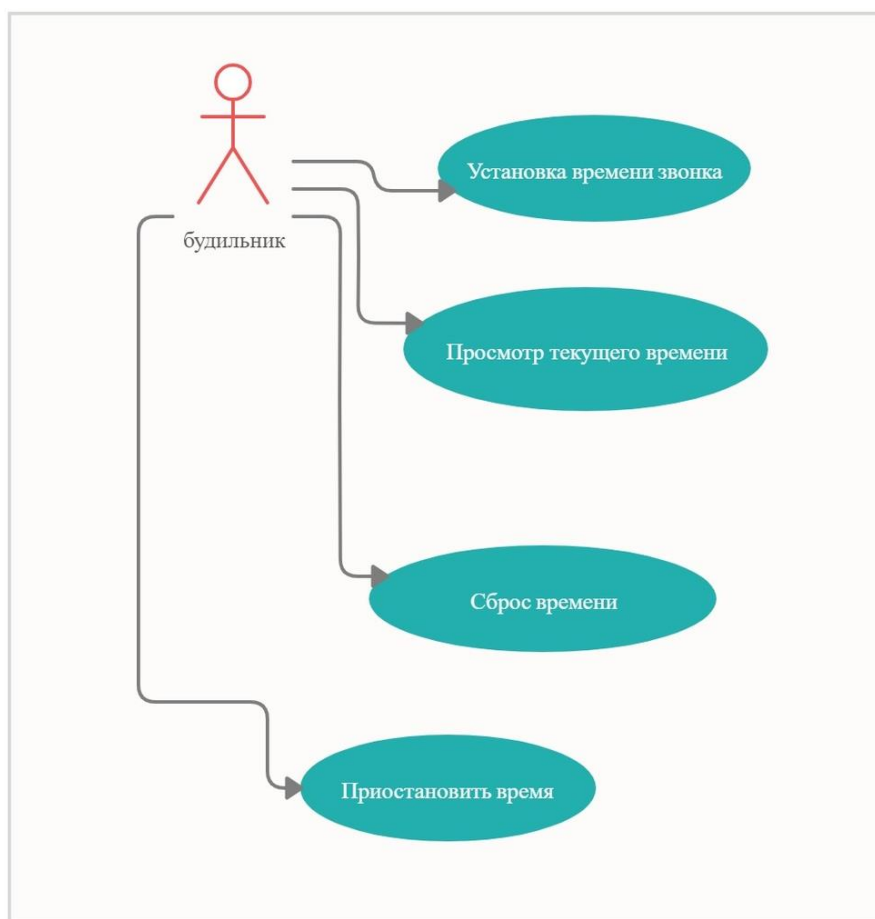 Установка времени звонка
будильник
Просмотр текущего времени
Сброс времени
Приостановить время